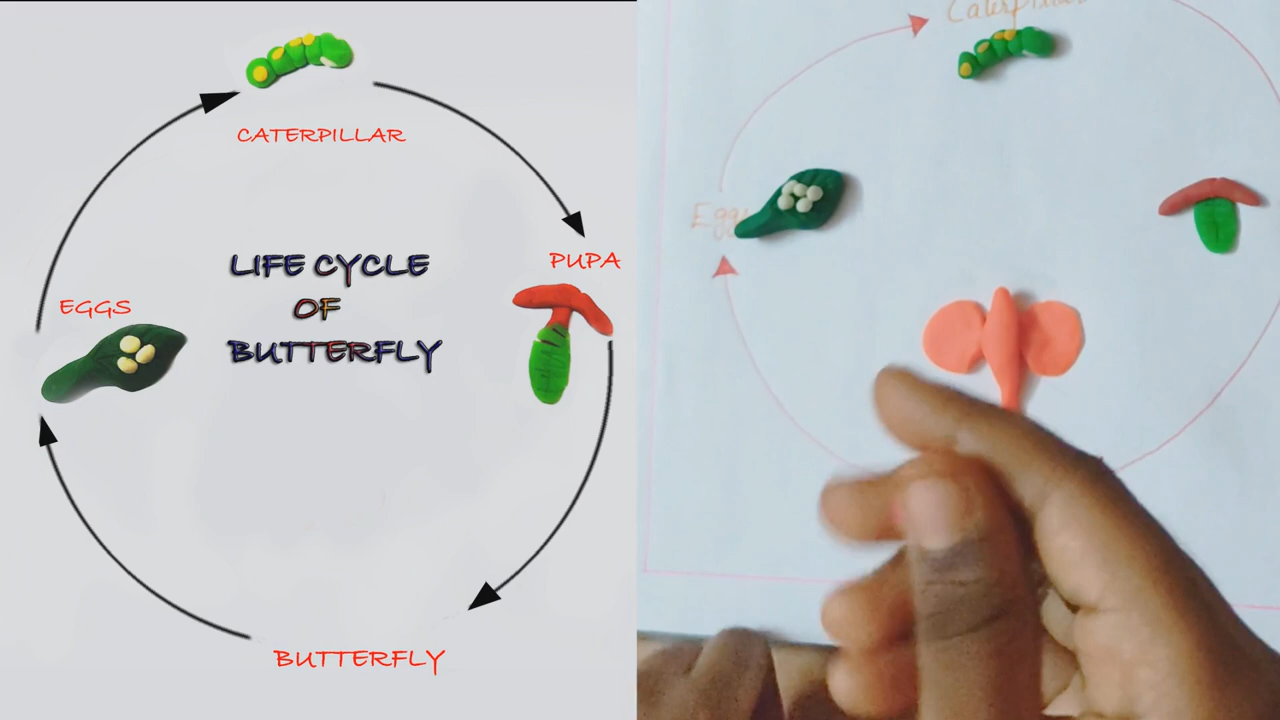 CATERPILLAR
PUPA
EGGS
LIFE CYCLE
OF
BUTTERFLY
BUTTERFLY